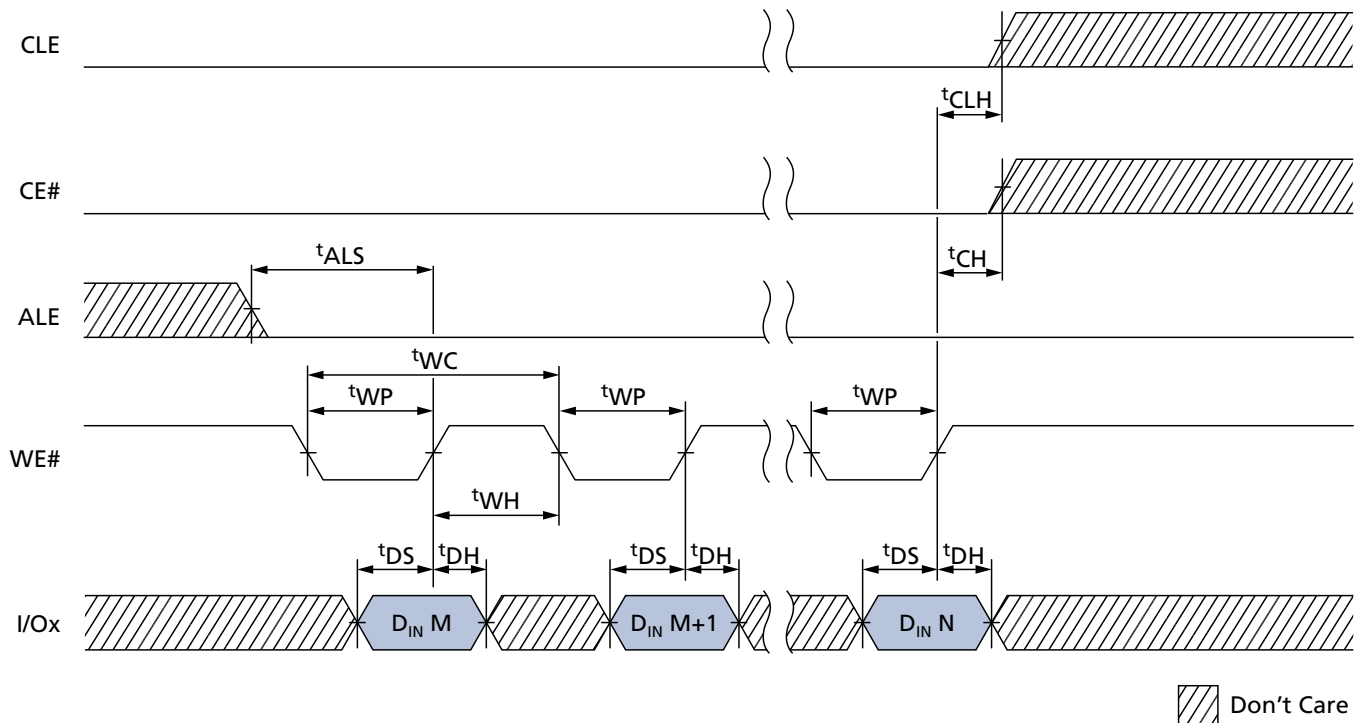 CLE
tCLH
CE#
tALS
tCH
ALE
tWC
tWP
tWP
tWP
WE#
tWH
tDS
tDH
tDS
tDH
tDS
tDH
I/Ox
DIN M
DIN M+1
DIN N
Don't Care